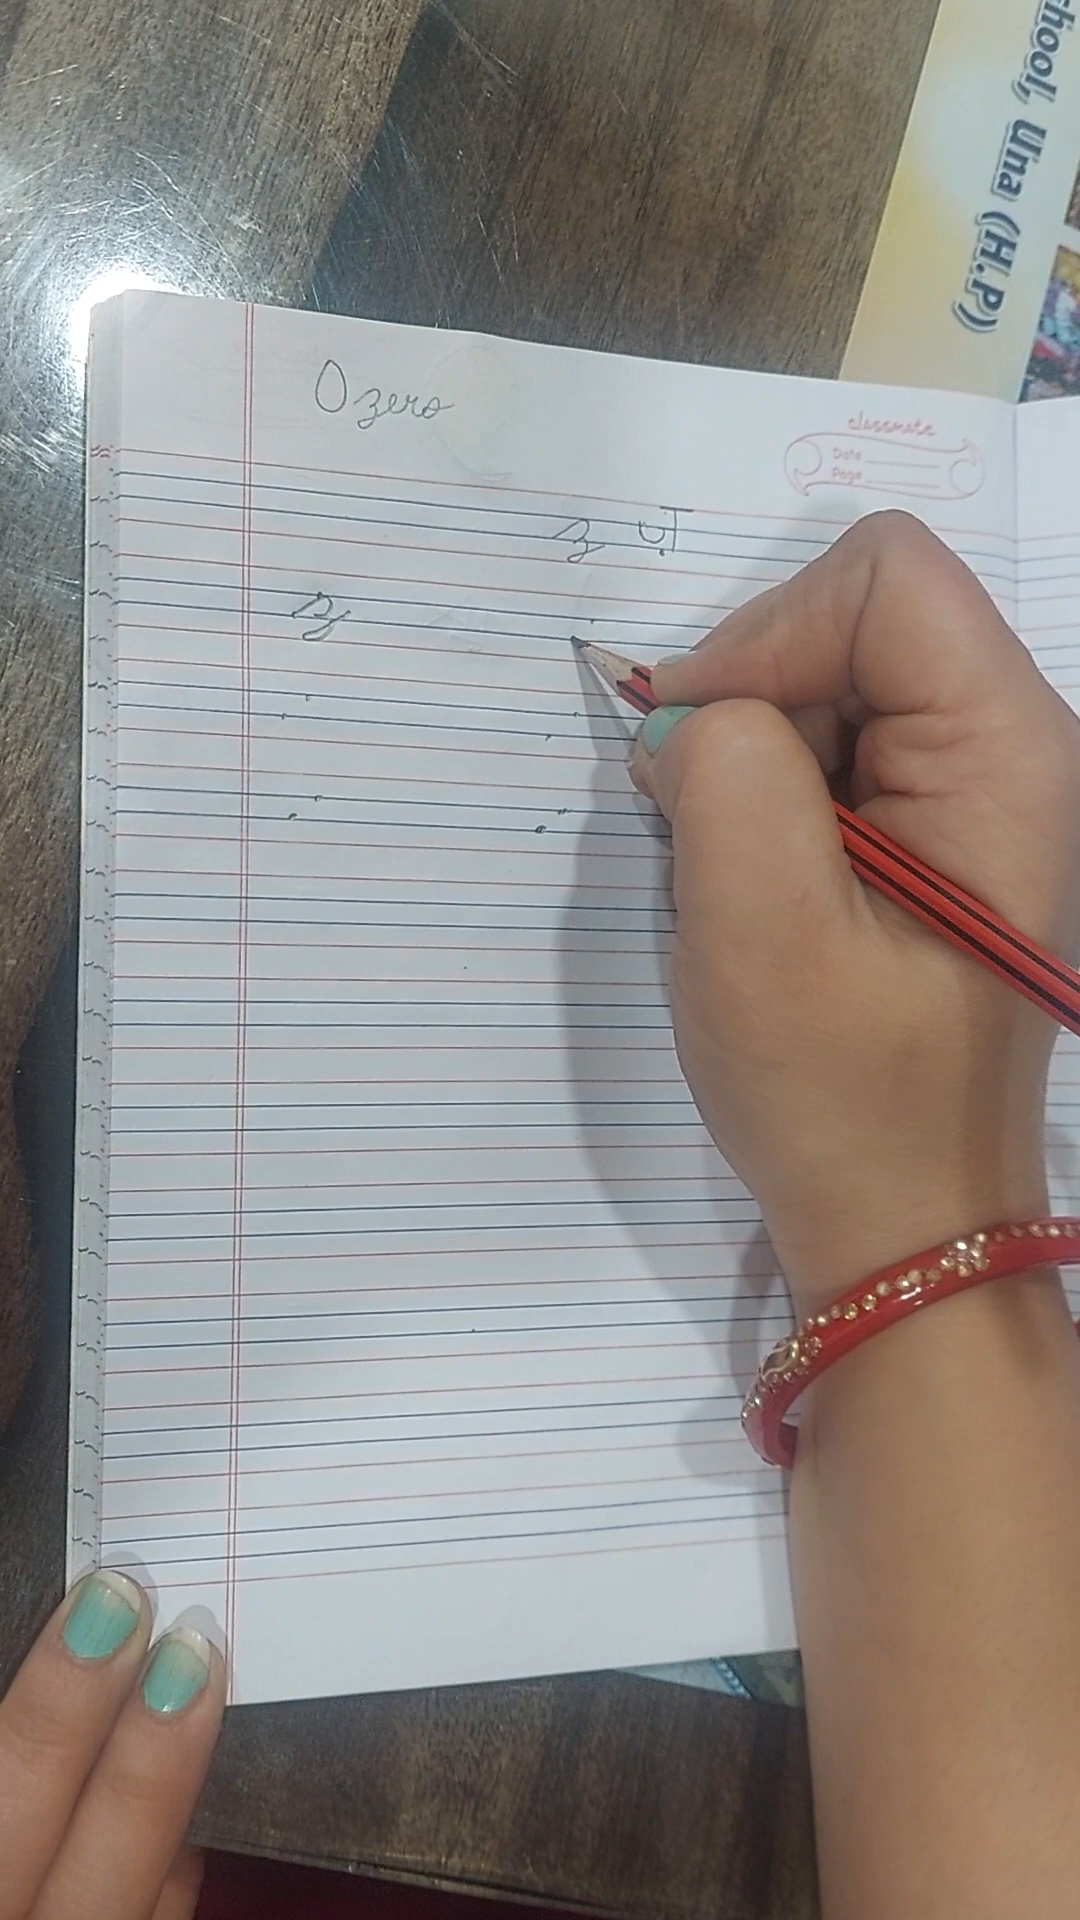 chool, Una (H.P)
0 zero
classmate
Date
Page
z ज़
z